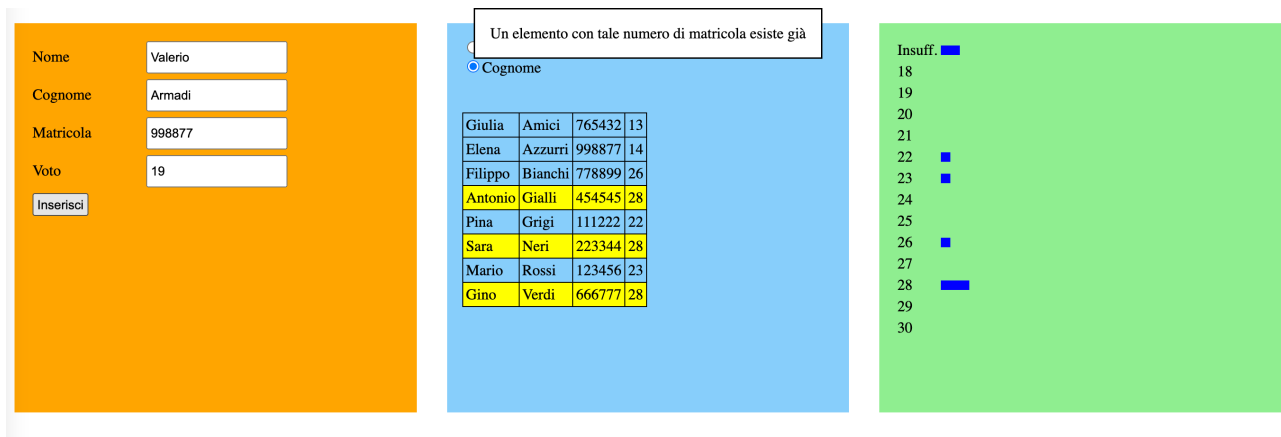 Nome Valerio
Cognome Armadi
Matricola 998877
Voto 19
Inserisci
Un elemento con tale numero di matricola esiste già
Cognome
Giulia Amici 765432 13
Elena Azzurri 998877 14
Filippo Bianchi 778899 26
Antonio Gialli 454545 28
Pina Grigi 111222 22
Sara Neri 223344 28
Mario Rossi 123456 23
Gino Verdi 666777 28
Insuff.
18
19
20
21
22
23
24
25
26
27
28
29
30